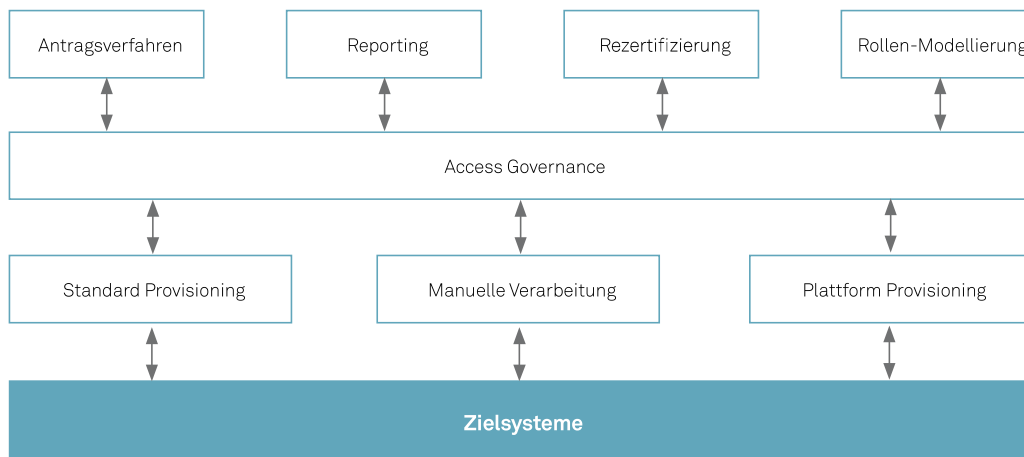 Antragsverfahren
Reporting
Rezertifizierung
Rollen-Modellierung
Access Governance
Standard Provisioning
Manuelle Verarbeitung
Plattform Provisioning
Zielsysteme